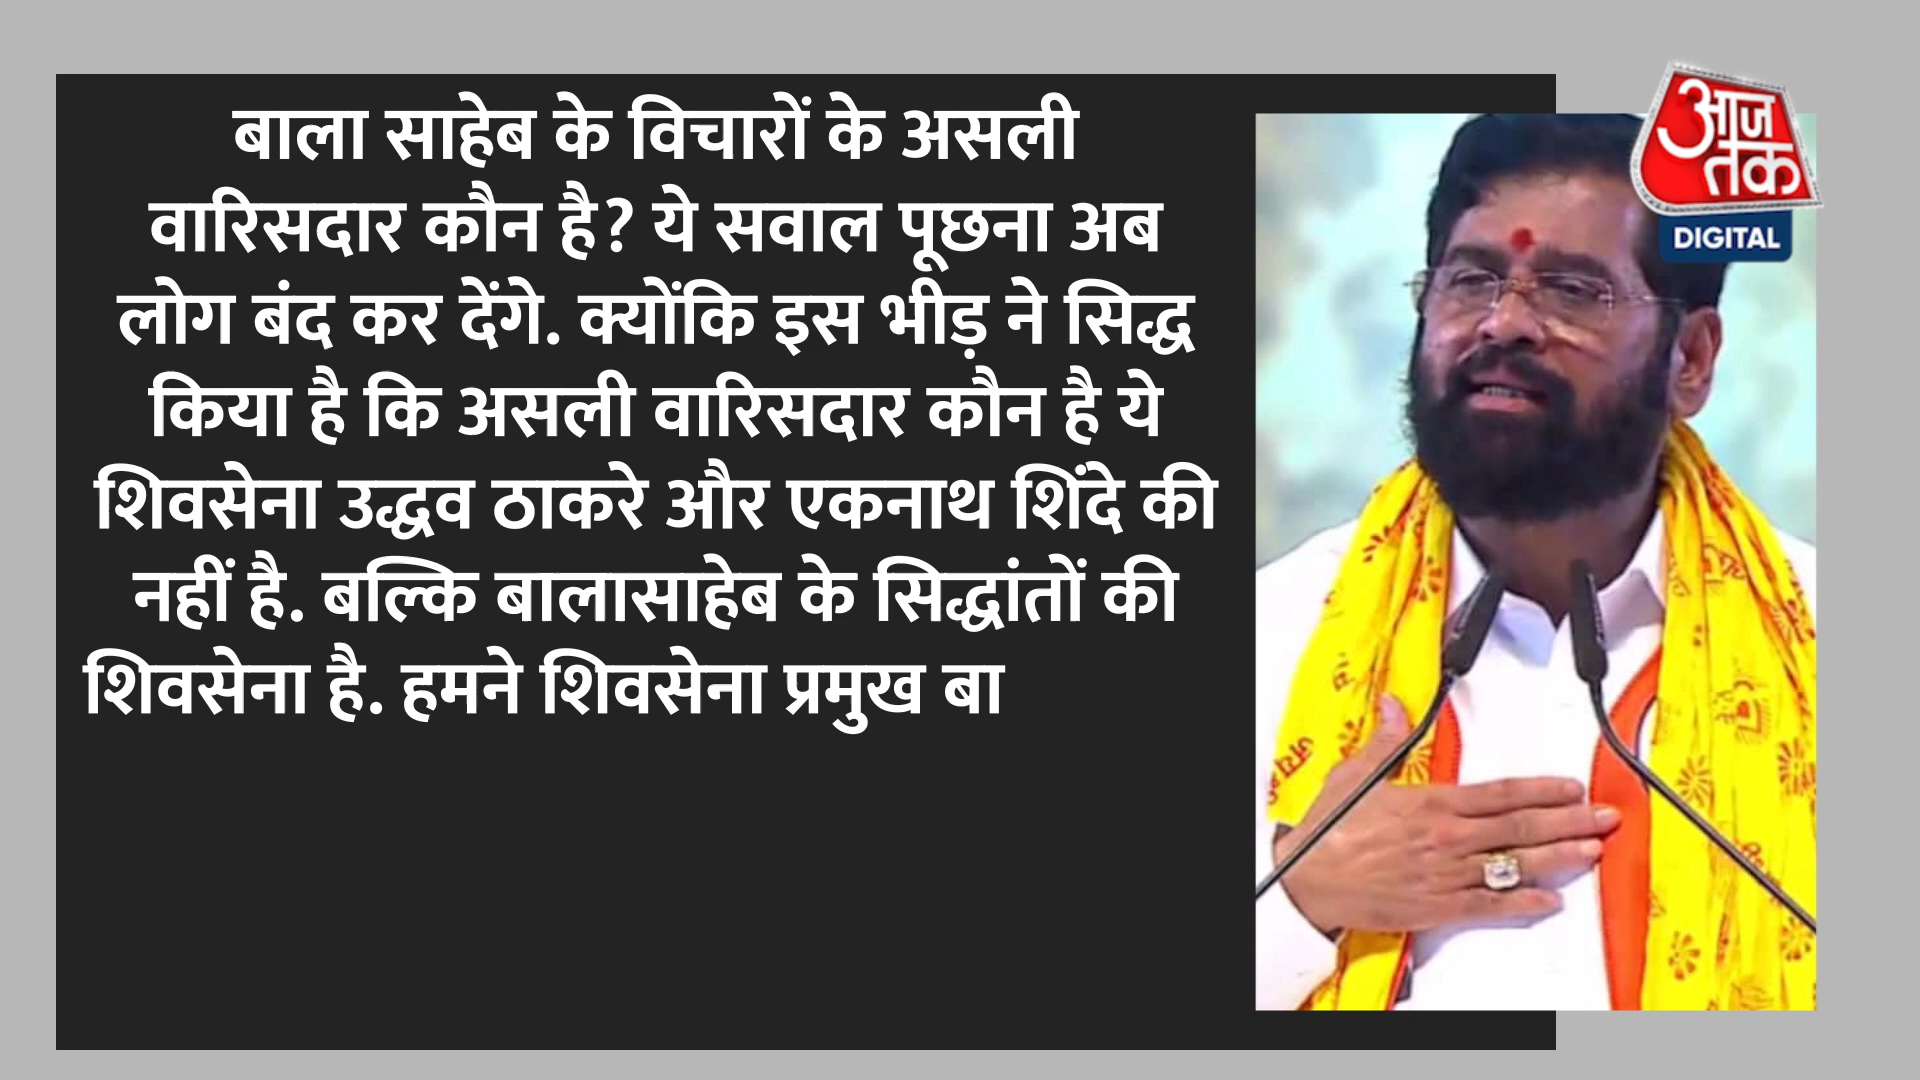 बाला साहेब के विचारों के असली
वारिसदार कौन है? ये सवाल पूछना अब
लोग बंद कर देंगे. क्योंकि इस भीड़ ने सिद्ध
किया है कि असली वारिसदार कौन है ये
शिवसेना उद्धव ठाकरे और एकनाथ शिंदे की
नहीं है. बल्कि बालासाहेब के सिद्धांतों की
शिवसेना है. हमने शिवसेना प्रमुख बा
आज
तक
DIGITAL